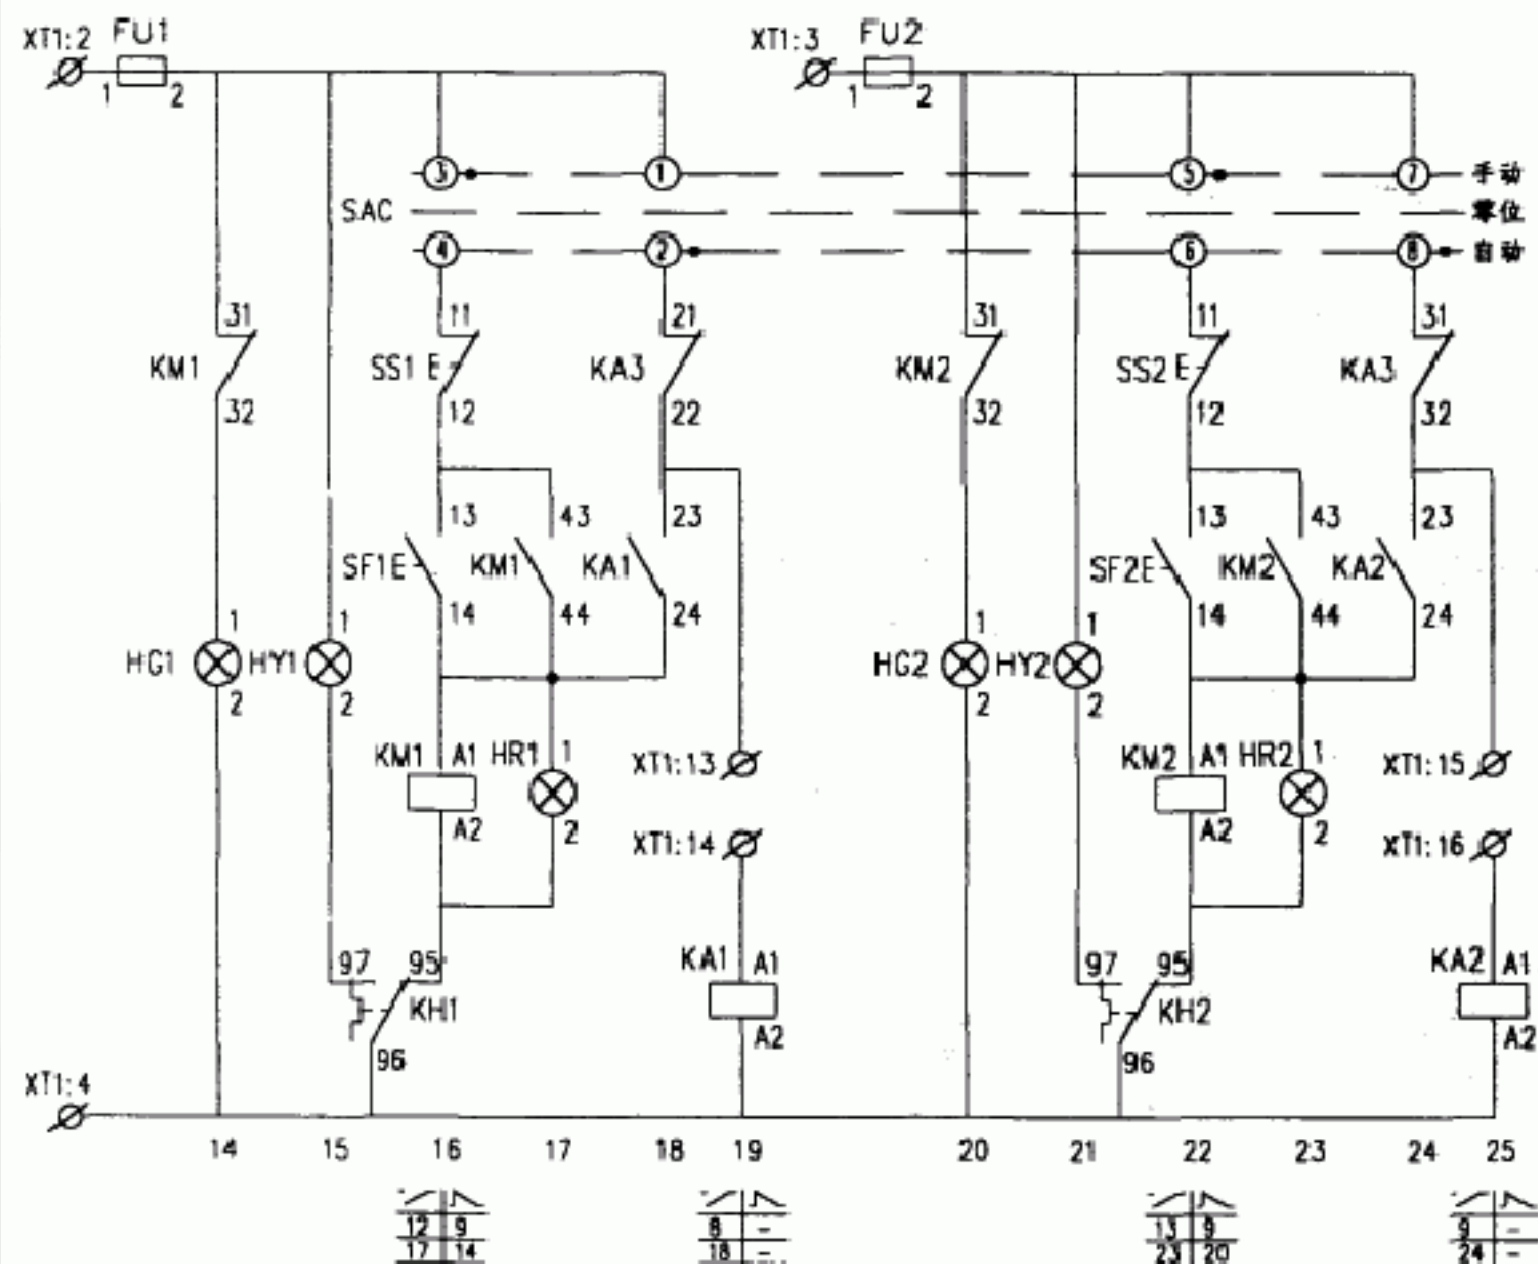 XT1:2 FU1 XT1:3 FU2
1 2 1 2
3 1 5 7 手动
SAC 零位
4 2 6 8 自动
31 11 21 31 11 31
KM1 SS1 E KA3 KM2 SS2 E KA3
32 12 22 32 12 32
13 43 23 13 43 23
SF1E KM1 KA1 SF2E KM2 KA2
14 44 24 14 44 24
1 1 1 1
HG1 HY1 HG2 HY2
2 2 2 2
KM1 A1 HR1 1 XT1:13 KM2 A1 HR2 1 XT1:15
A2 2 XT1:14 A2 2 XT1:16
97 95 KA1 A1 97 95 KA2 A1
KH1 KH2
A2 A2
96 96
XT1:4
14 15 16 17 18 19 20 21 22 23 24 25
12 9 8 - 13 9 9 -
17 14 18 - 23 20 24 -